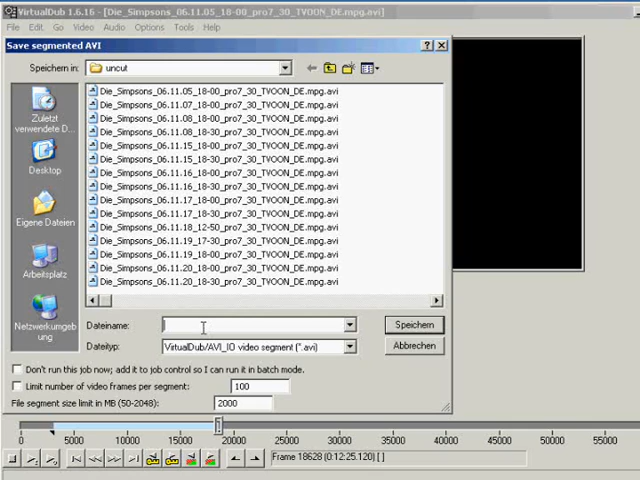 VirtualDub 1.6.16 - [Die_Simpsons_06.11.05_18-00_pro7_30_TVOON_DE.mpg.avi]
File Edit View Go Video Audio Options Tools Help
Save segmented AVI
Speichern in: uncut
Zuletzt
verwendete D...
Desktop
Eigene Dateien
Arbeitsplatz
Netzwerkumgeb
ung
Die_Simpsons_06.11.05_18-00_pro7_30_TVOON_DE.mpg.avi
Die_Simpsons_06.11.07_18-00_pro7_30_TVOON_DE.mpg.avi
Die_Simpsons_06.11.08_18-00_pro7_30_TVOON_DE.mpg.avi
Die_Simpsons_06.11.08_18-30_pro7_30_TVOON_DE.mpg.avi
Die_Simpsons_06.11.15_18-00_pro7_30_TVOON_DE.mpg.avi
Die_Simpsons_06.11.15_18-30_pro7_30_TVOON_DE.mpg.avi
Die_Simpsons_06.11.16_18-00_pro7_30_TVOON_DE.mpg.avi
Die_Simpsons_06.11.16_18-30_pro7_30_TVOON_DE.mpg.avi
Die_Simpsons_06.11.17_18-00_pro7_30_TVOON_DE.mpg.avi
Die_Simpsons_06.11.17_18-30_pro7_30_TVOON_DE.mpg.avi
Die_Simpsons_06.11.18_12-50_pro7_30_TVOON_DE.mpg.avi
Die_Simpsons_06.11.19_17-30_pro7_30_TVOON_DE.mpg.avi
Die_Simpsons_06.11.19_18-00_pro7_30_TVOON_DE.mpg.avi
Die_Simpsons_06.11.20_18-00_pro7_30_TVOON_DE.mpg.avi
Die_Simpsons_06.11.20_18-30_pro7_30_TVOON_DE.mpg.avi
Dateiname: Speichern
Dateityp: VirtualDub/AVI_IO video segment (*.avi) Abbrechen
Don't run this job now; add it to job control so I can run it in batch mode.
Limit number of video frames per segment: 100
File segment size limit in MB (50-2048): 2000
0 5000 10000 15000 20000 25000 30000 35000 40000 45000 50000 55000
Frame 18628 (0:12:25.120) [ ]